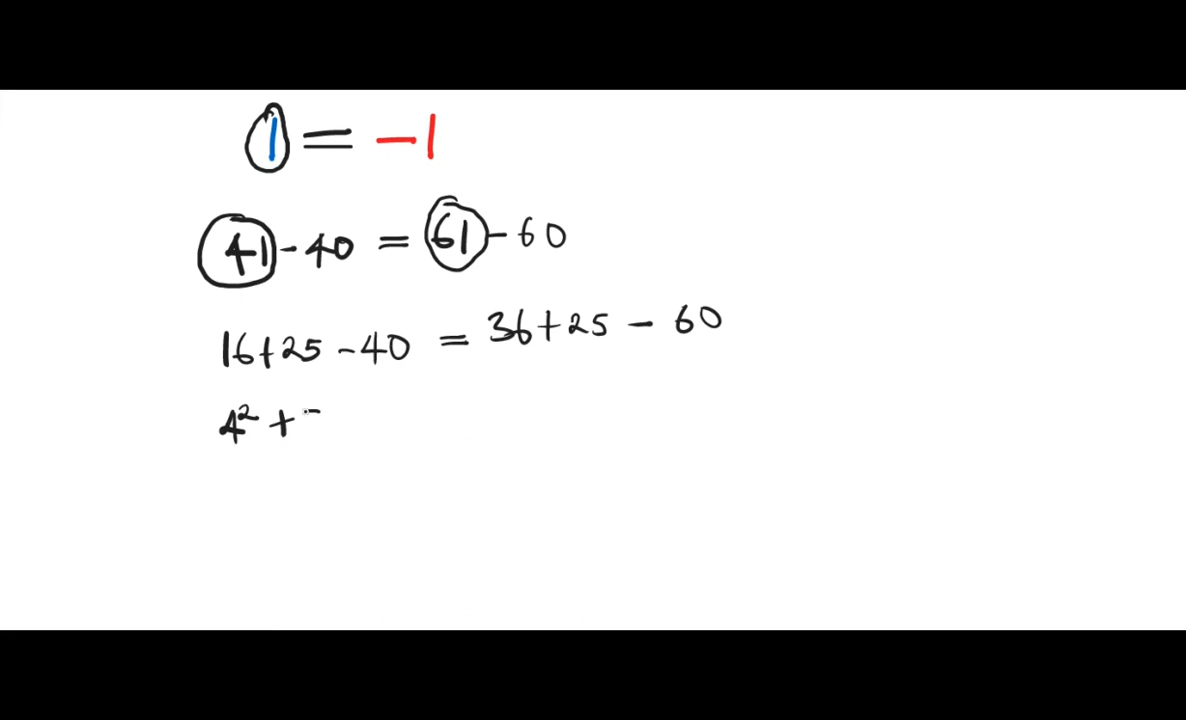 1 = -1
41 - 40 = 61 - 60
16 + 25 - 40 = 36 + 25 - 60
4² +